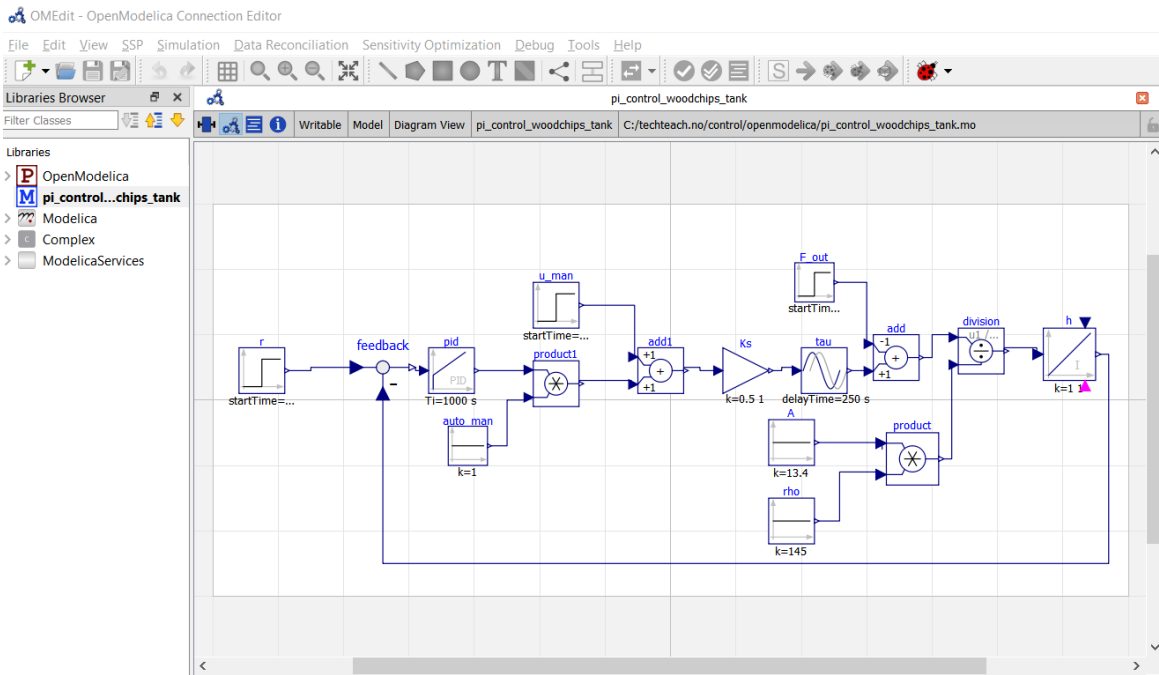 OMEdit - OpenModelica Connection Editor
File Edit View SSP Simulation Data Reconciliation Sensitivity Optimization Debug Tools Help
Libraries Browser
pi_control_woodchips_tank
Filter Classes
Writable Model Diagram View pi_control_woodchips_tank C:/techteach.no/control/openmodelica/pi_control_woodchips_tank.mo
Libraries
P OpenModelica
M pi_control...chips_tank
Modelica
C Complex
ModelicaServices
F_out
startTim...
u_man
startTime=...
r
startTime=...
feedback
-
pid
PID
Ti=1000 s
product1
*
auto_man
k=1
add1
+1
+
+1
Ks
k=0.5 1
tau
delayTime=250 s
add
-1
+
+1
division
u1 /...
÷
h
I
k=1 1
A
k=13.4
product
*
rho
k=145